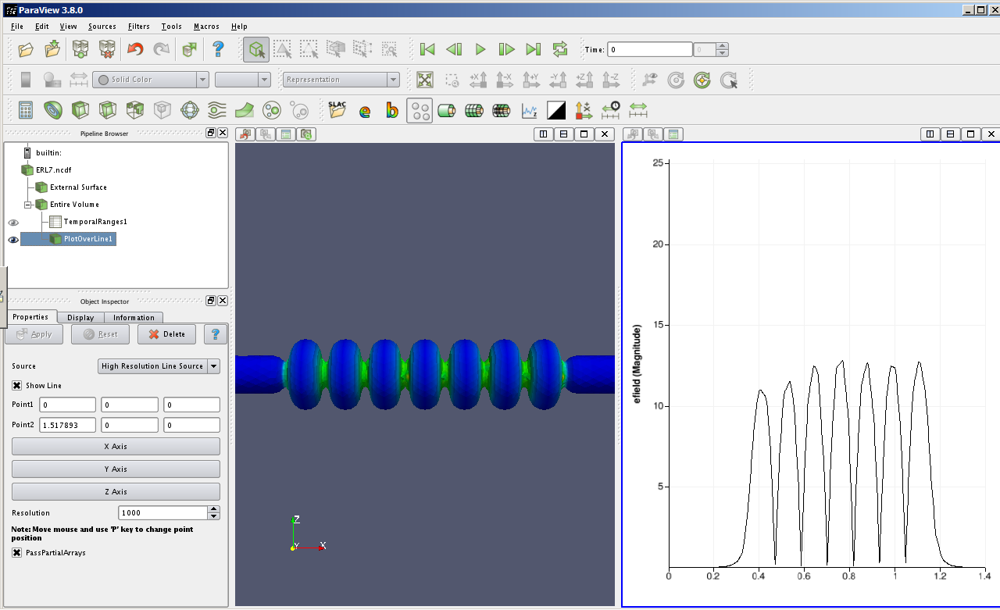 ParaView 3.8.0
File Edit View Sources Filters Tools Macros Help
Time: 0 0
Solid Color Representation
+X -X +Y -Y +Z -Z
SLAC e b
Pipeline Browser
builtin:
ERL7.ncdf
External Surface
Entire Volume
TemporalRanges1
PlotOverLine1
Object Inspector
Properties Display Information
Apply Reset Delete ?
Source High Resolution Line Source
Show Line
Point1 0 0 0
Point2 1.517893 0 0
X Axis
Y Axis
Z Axis
Resolution 1000
Note: Move mouse and use 'P' key to change point
position
PassPartialArrays
Z
Y X
25
20
15
10
5
efield (Magnitude)
0 0.2 0.4 0.6 0.8 1 1.2 1.4